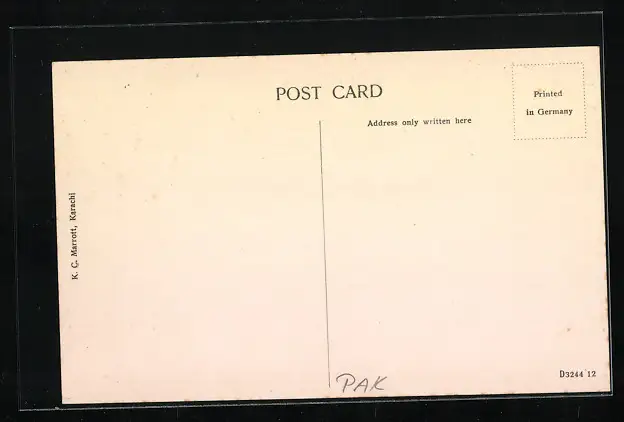 POST CARD
Printed
in Germany
Address only written here
K. C. Marrott, Karachi
D3244 12
PAK